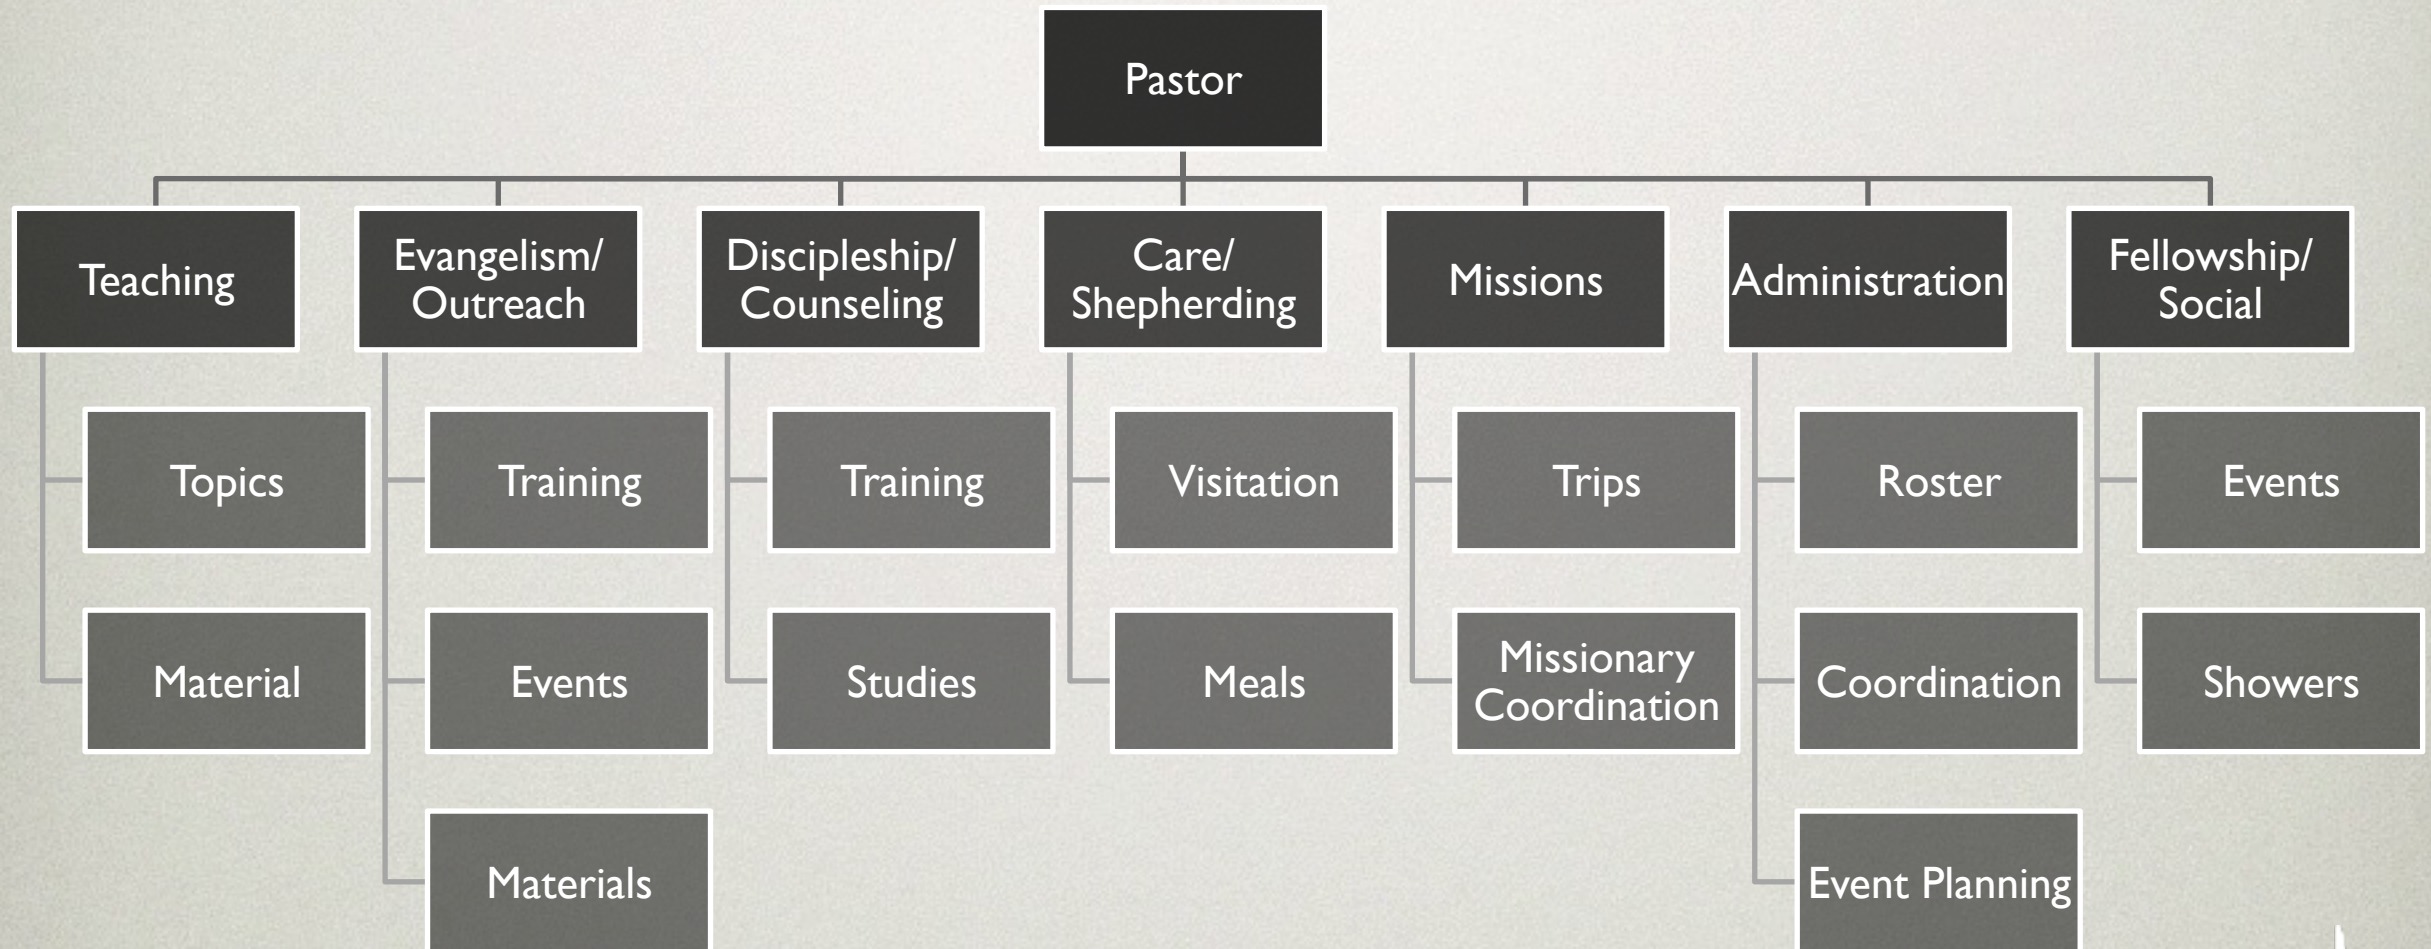 Pastor
Teaching
Evangelism/
Outreach
Discipleship/
Counseling
Care/
Shepherding
Missions
Administration
Fellowship/
Social
Topics
Training
Training
Visitation
Trips
Roster
Events
Material
Events
Studies
Meals
Missionary
Coordination
Coordination
Showers
Materials
Event Planning